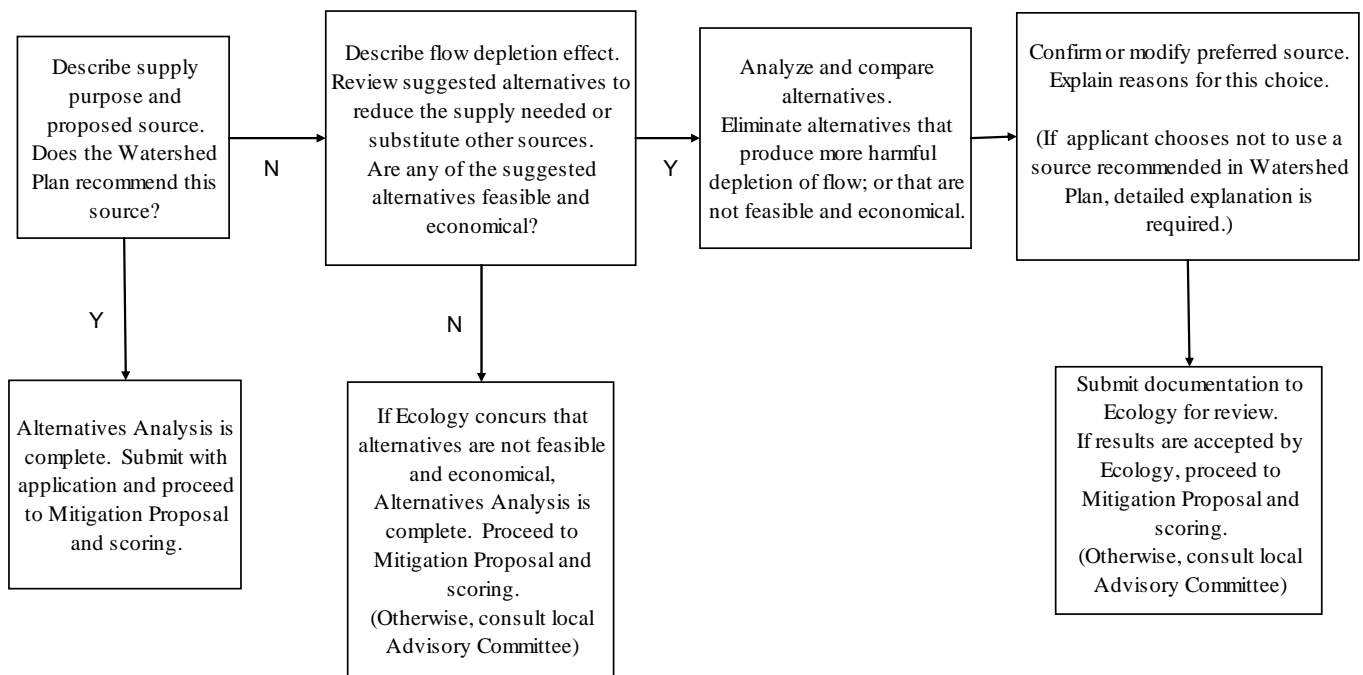 Describe supply
purpose and
proposed source.
Does the Watershed
Plan recommend this
source?
N
Describe flow depletion effect.
Review suggested alternatives to
reduce the supply needed or
substitute other sources.
Are any of the suggested
alternatives feasible and
economical?
Y
Analyze and compare
alternatives.
Eliminate alternatives that
produce more harmful
depletion of flow; or that are
not feasible and economical.
Confirm or modify preferred source.
Explain reasons for this choice.
(If applicant chooses not to use a
source recommended in Watershed
Plan, detailed explanation is
required.)
Y
Alternatives Analysis is
complete. Submit with
application and proceed
to Mitigation Proposal
and scoring.
N
If Ecology concurs that
alternatives are not feasible
and economical,
Alternatives Analysis is
complete. Proceed to
Mitigation Proposal and
scoring.
(Otherwise, consult local
Advisory Committee)
Submit documentation to
Ecology for review.
If results are accepted by
Ecology, proceed to
Mitigation Proposal and
scoring.
(Otherwise, consult local
Advisory Committee)